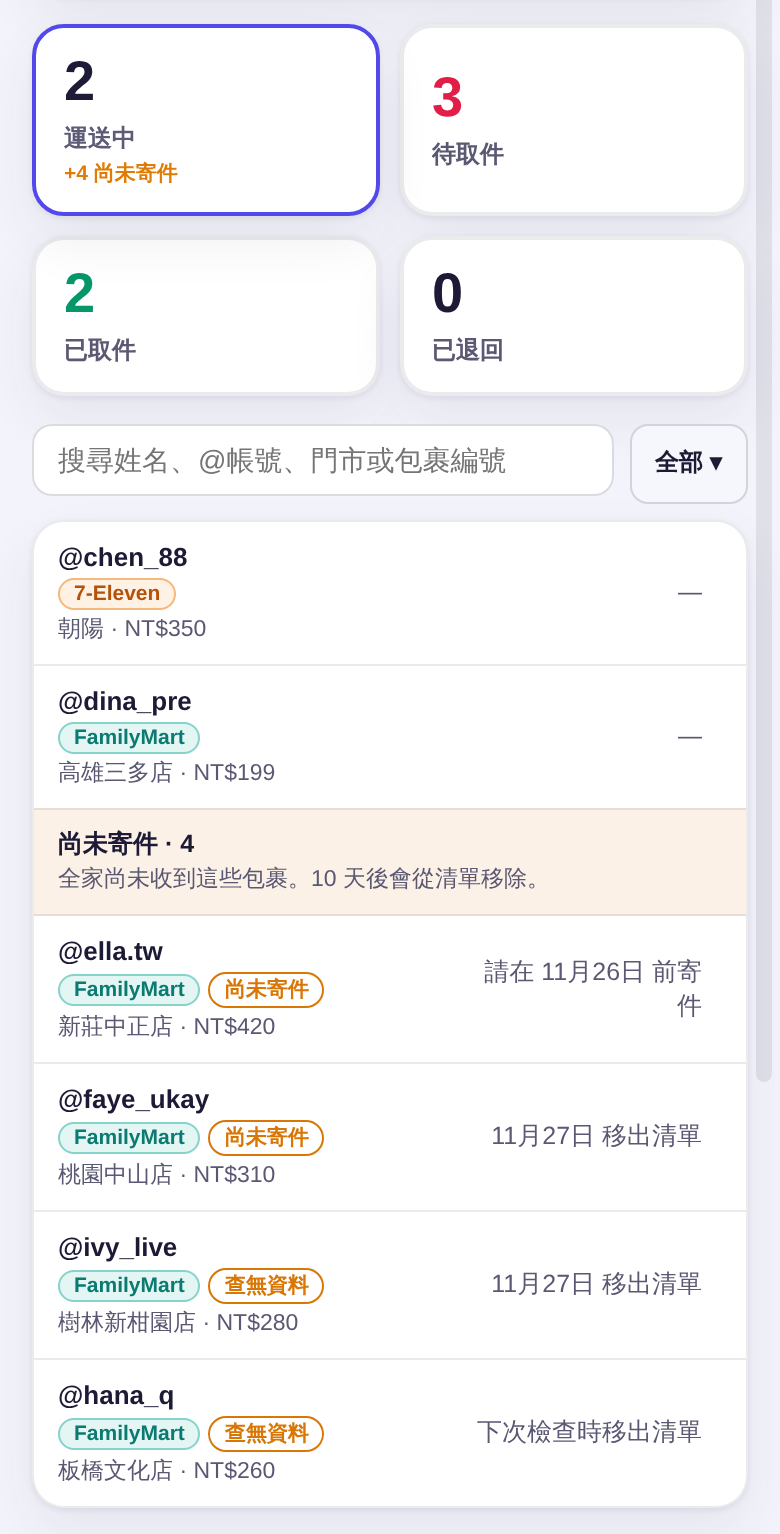 2
運送中
+4 尚未寄件
3
待取件
2
已取件
0
已退回
搜尋姓名、@帳號、門市或包裹編號
全部 ▾
@chen_88
7-Eleven
朝陽 · NT$350
—
@dina_pre
FamilyMart
高雄三多店 · NT$199
—
尚未寄件 · 4
全家尚未收到這些包裹。10 天後會從清單移除。
@ella.tw
FamilyMart 尚未寄件
新莊中正店 · NT$420
請在 11月26日 前寄
件
@faye_ukay
FamilyMart 尚未寄件
桃園中山店 · NT$310
11月27日 移出清單
@ivy_live
FamilyMart 查無資料
樹林新柑園店 · NT$280
11月27日 移出清單
@hana_q
FamilyMart 查無資料
板橋文化店 · NT$260
下次檢查時移出清單